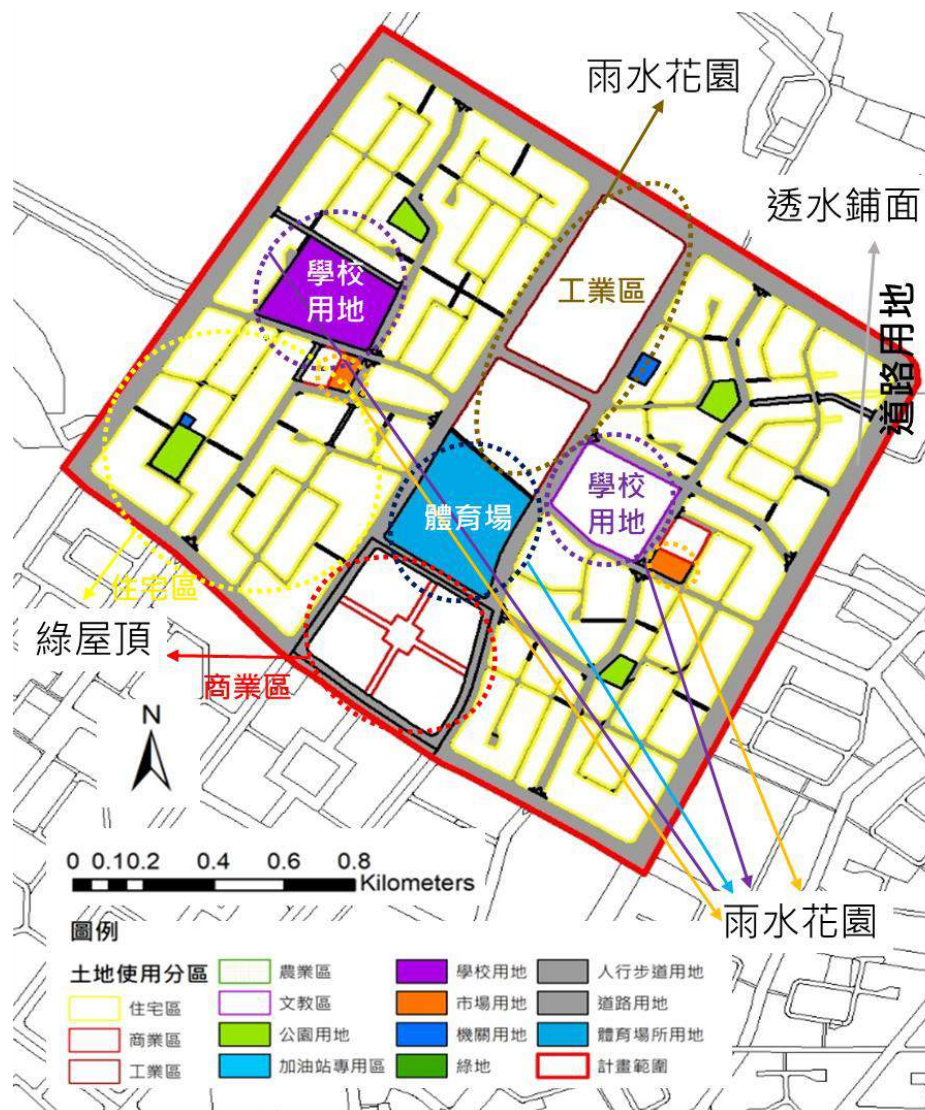 雨水花園
透水鋪面
道路用地
工業區
學校
用地
學校
用地
體育場
住宅區
綠屋頂
商業區
N
0 0.10.2 0.4 0.6 0.8
Kilometers
雨水花園
圖例
土地使用分區
住宅區
商業區
工業區
農業區
文教區
公園用地
加油站專用區
學校用地
市場用地
機關用地
綠地
人行步道用地
道路用地
體育場所用地
計畫範圍